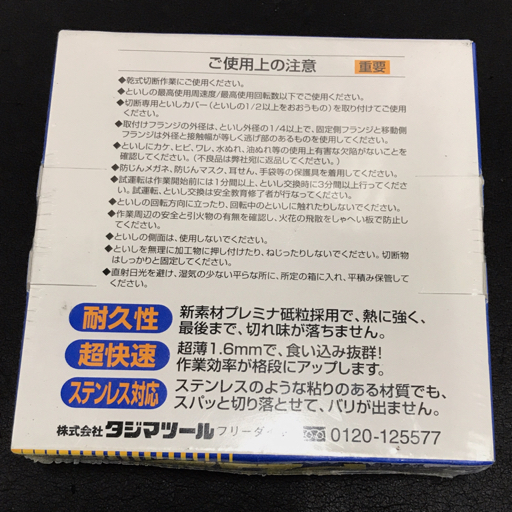 ご使用上の注意 重要
◆乾式切断作業にご使用ください。
◆といしの最高使用周速度/最高使用回転数以下でご使用ください。
◆切断専用といしカバー(といしの1/2以上をおおうもの)を取り付けてご使用
ください。
◆取付けフランジの外径は、といし外径の1/4以上で、固定側フランジと移動側
フランジは外径と接触幅が等しく逃げ部のあるものを使用してください。
◆といしにカケ、ヒビ、ワレ、水ぬれ、油ぬれ等の使用上有害な欠陥がないことを
確認してください。(不良品は弊社宛に返品してください。)
◆防じんメガネ、防じんマスク、耳せん、手袋等の保護具を着用してください。
◆試運転は作業開始前には1分間以上、といし交換時に3分間以上行ってくださ
い。試運転、といし交換は安全教育修了者が行なってください。
◆といしの回転方向に立ったり、回転中のといしに触れたりしないでください。
◆作業周辺の安全と引火物の有無を確認し、火花の飛散をしゃへい板で防止し
てください。
◆といしの側面は、使用しないでください。
◆といしを無理に加工物に押し付けたり、ねじったりしないでください。切断物
はしっかりと固定してください。
◆直射日光を避け、湿気の少ない平らな所に、所定の箱に入れ、平積み保管して
ください。
耐久性 新素材プレミナ砥粒採用で、熱に強く、
最後まで、切れ味が落ちません。
超快速 超薄1.6mmで、食い込み抜群!
作業効率が格段にアップします。
ステンレス対応 ステンレスのような粘りのある材質でも、
スパッと切り落とせて、バリが出ません。
株式会社 タジマツール フリーダイヤル 0120-125577